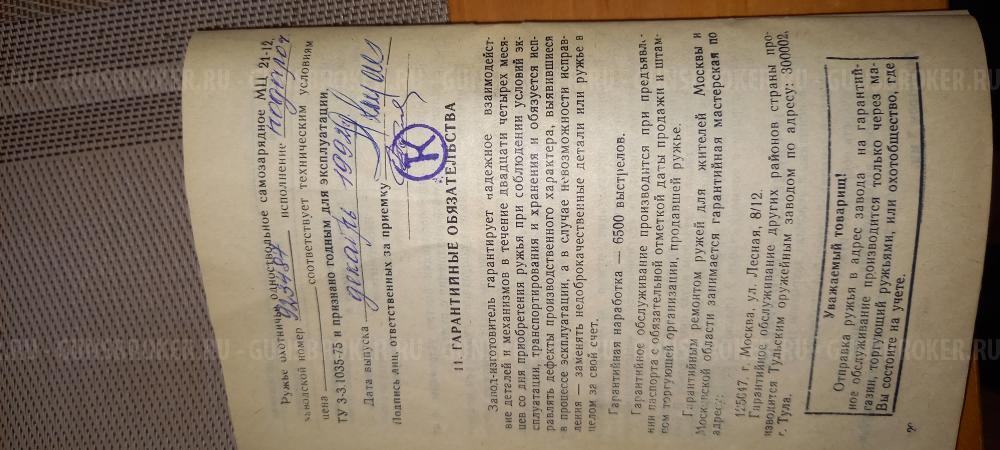 Ружье охотничье одноствольное самозарядное МЦ 21-12,
заводской номер 923487 исполнение
цена соответствует техническим условиям
ТУ 3-3.1035-75 и признано годным для эксплуатации.
Дата выпуска декабрь 1992
Подпись лиц, ответственных за приемку
К
11. ГАРАНТИЙНЫЕ ОБЯЗАТЕЛЬСТВА
Завод-изготовитель гарантирует надежное взаимодейст-
вие деталей и механизмов в течение двадцати четырех меся-
цев со дня приобретения ружья при соблюдении условий эк-
сплуатации, транспортирования и хранения и обязуется исп-
равлять дефекты производственного характера, выявившиеся
в процессе эксплуатации, а в случае невозможности исправ-
ления — заменять недоброкачественные детали или ружье в
целом за свой счет.
Гарантийная наработка — 6500 выстрелов.
Гарантийное обслуживание производится при предъявле-
нии паспорта с обязательной отметкой даты продажи и штам-
пом торгующей организации, продавшей ружье.
Гарантийным ремонтом ружей для жителей Москвы и
Московской области занимается гарантийная мастерская по
адресу:
125047, г. Москва, ул. Лесная, 8/12.
Гарантийное обслуживание других районов страны про-
изводится Тульским оружейным заводом по адресу: 300002,
г. Тула.
Уважаемый товарищ!
Отправка ружья в адрес завода на гарантий-
ное обслуживание производится только через ма-
газин, торгующий ружьями, или охотобщество, где
Вы состоите на учете.